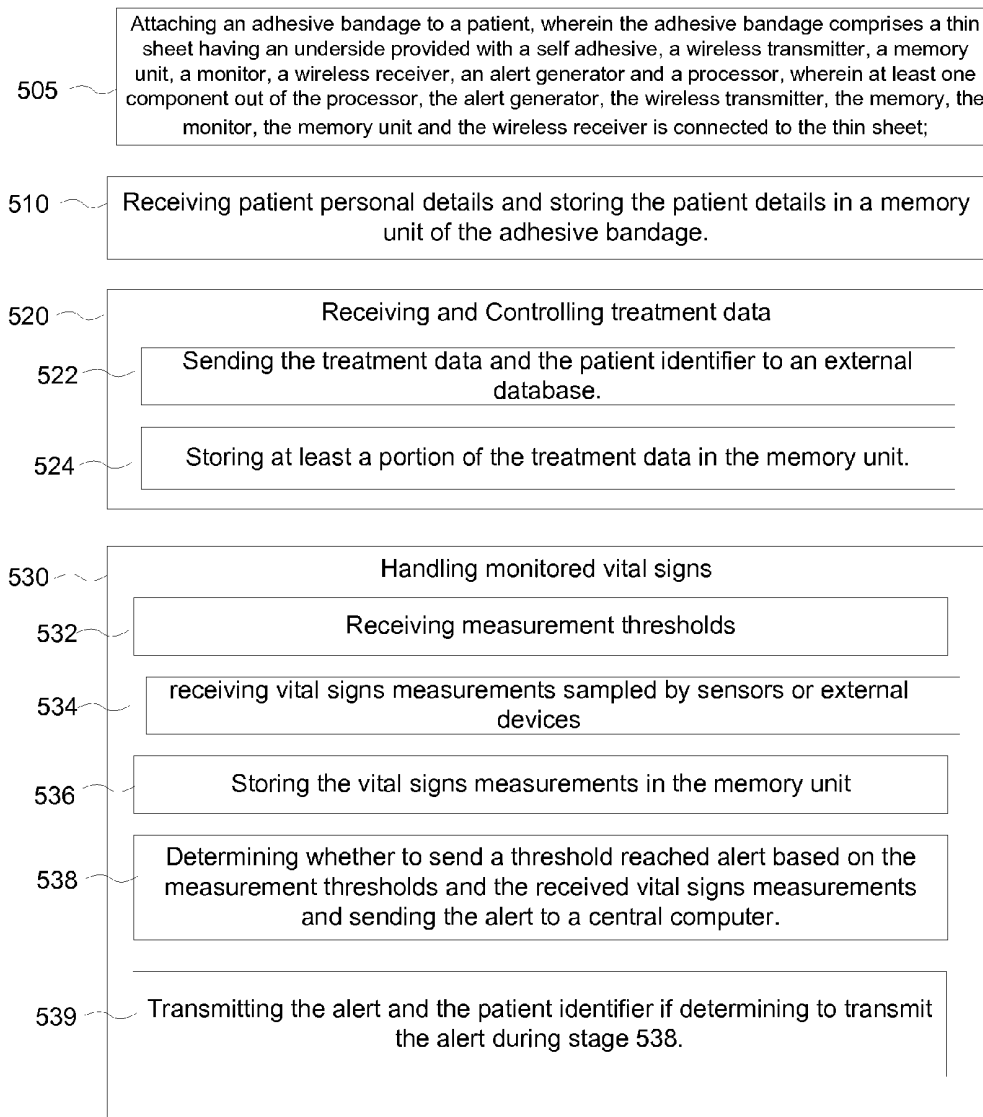 Attaching an adhesive bandage to a patient, wherein the adhesive bandage comprises a thin
sheet having an underside provided with a self adhesive, a wireless transmitter, a memory
unit, a monitor, a wireless receiver, an alert generator and a processor, wherein at least one
505
component out of the processor, the alert generator, the wireless transmitter, the memory, the
monitor, the memory unit and the wireless receiver is connected to the thin sheet;
510
Receiving patient personal details and storing the patient details in a memory
unit of the adhesive bandage.
520
Receiving and Controlling treatment data
522
Sending the treatment data and the patient identifier to an external
database.
524
Storing at least a portion of the treatment data in the memory unit.
530
Handling monitored vital signs
532
Receiving measurement thresholds
534
receiving vital signs measurements sampled by sensors or external
devices
536
Storing the vital signs measurements in the memory unit
538
Determining whether to send a threshold reached alert based on the
measurement thresholds and the received vital signs measurements
and sending the alert to a central computer.
539
Transmitting the alert and the patient identifier if determining to transmit
the alert during stage 538.